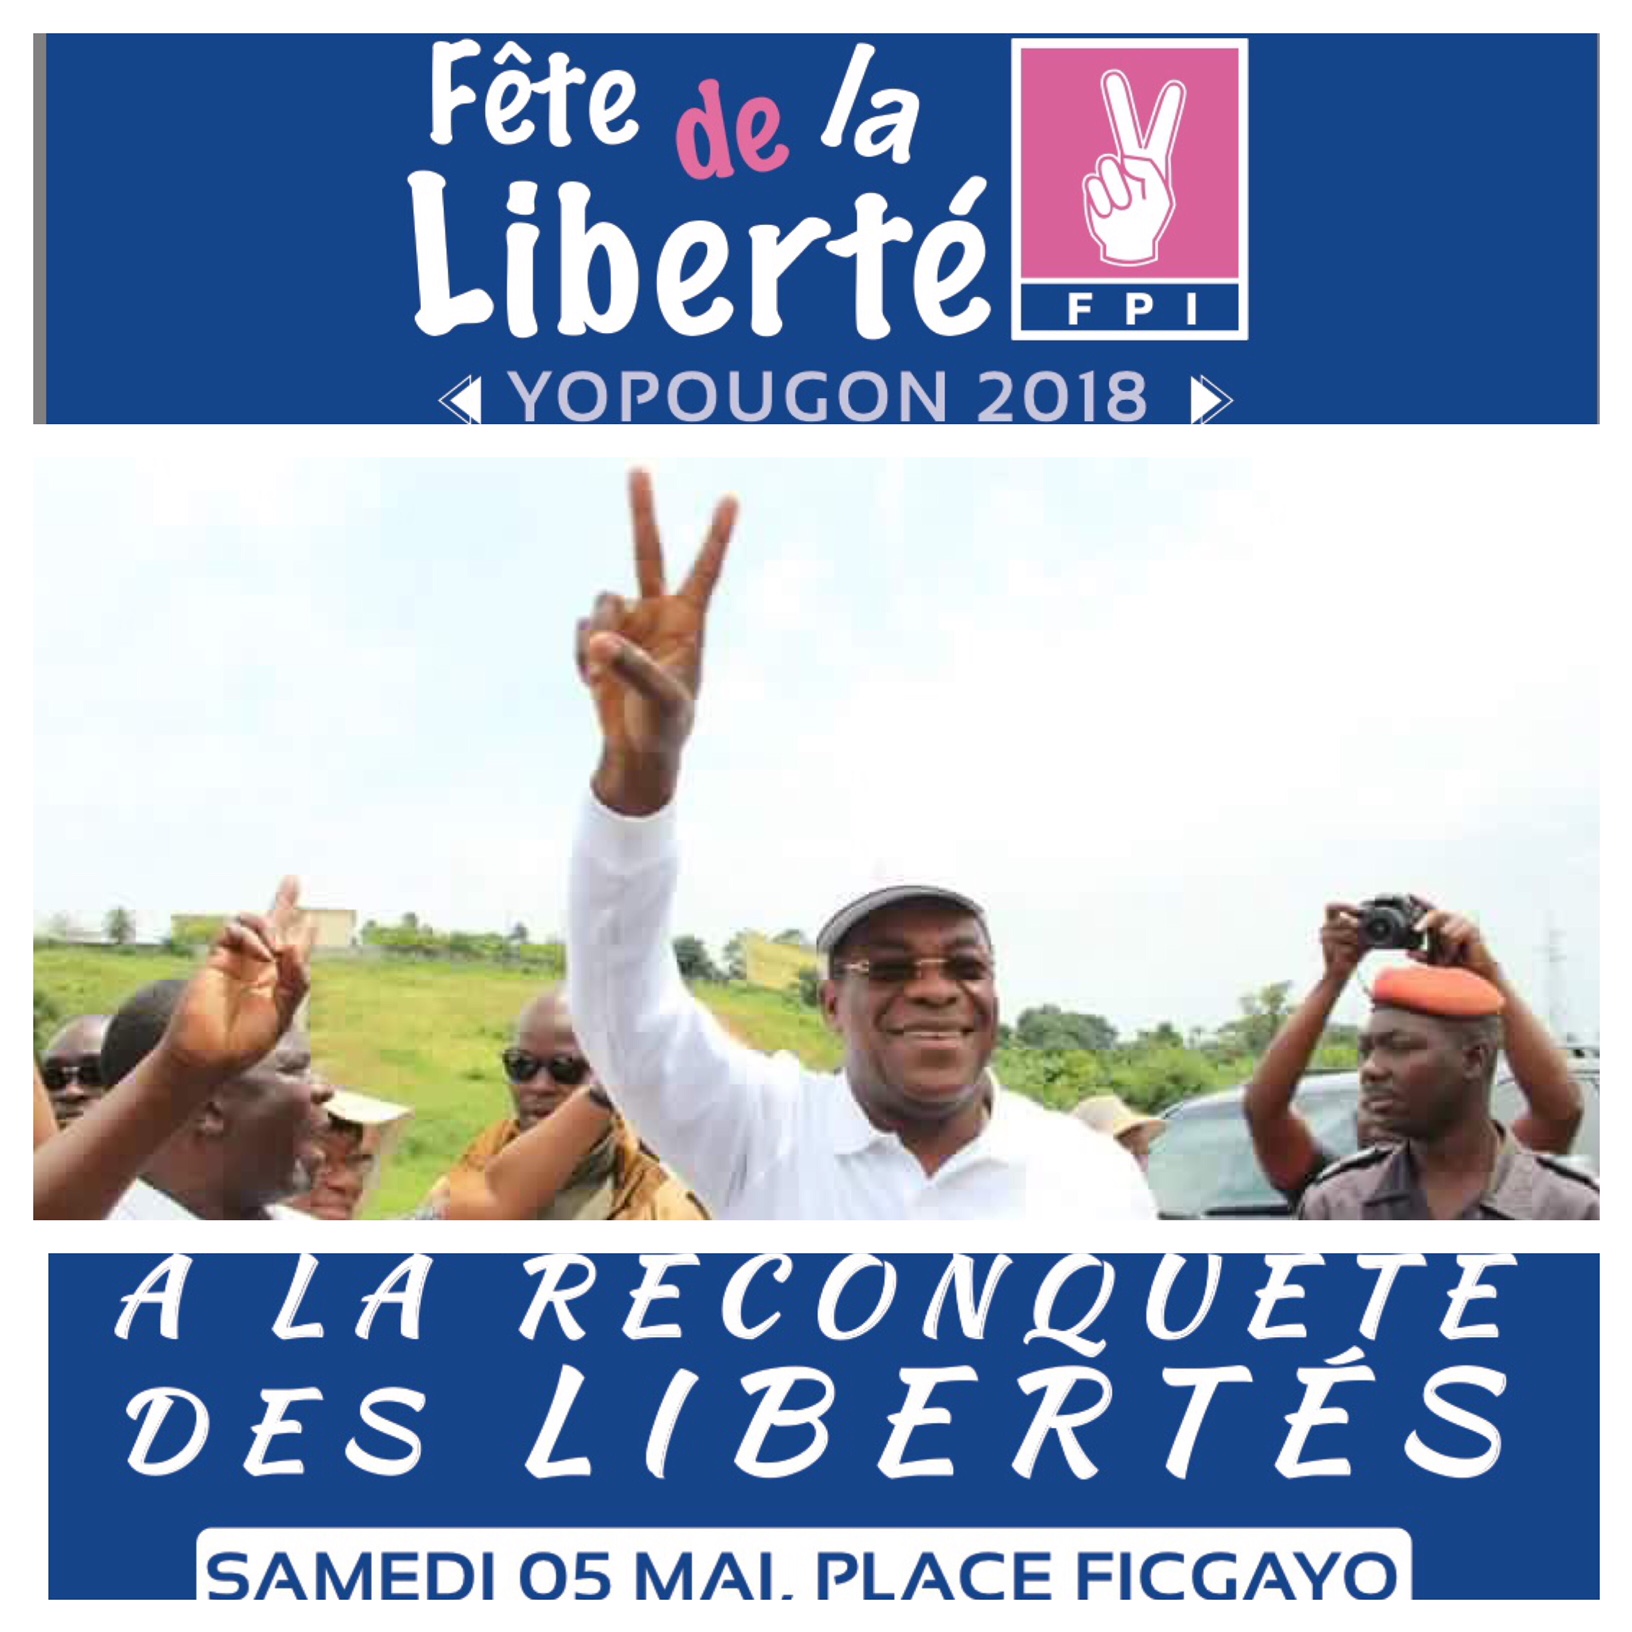 Fête de la
Liberté
FPI
YOPOUGON 2018
A LA RECONQUETE
DES LIBERTÉS
SAMEDI 05 MAI, PLACE FICGAYO